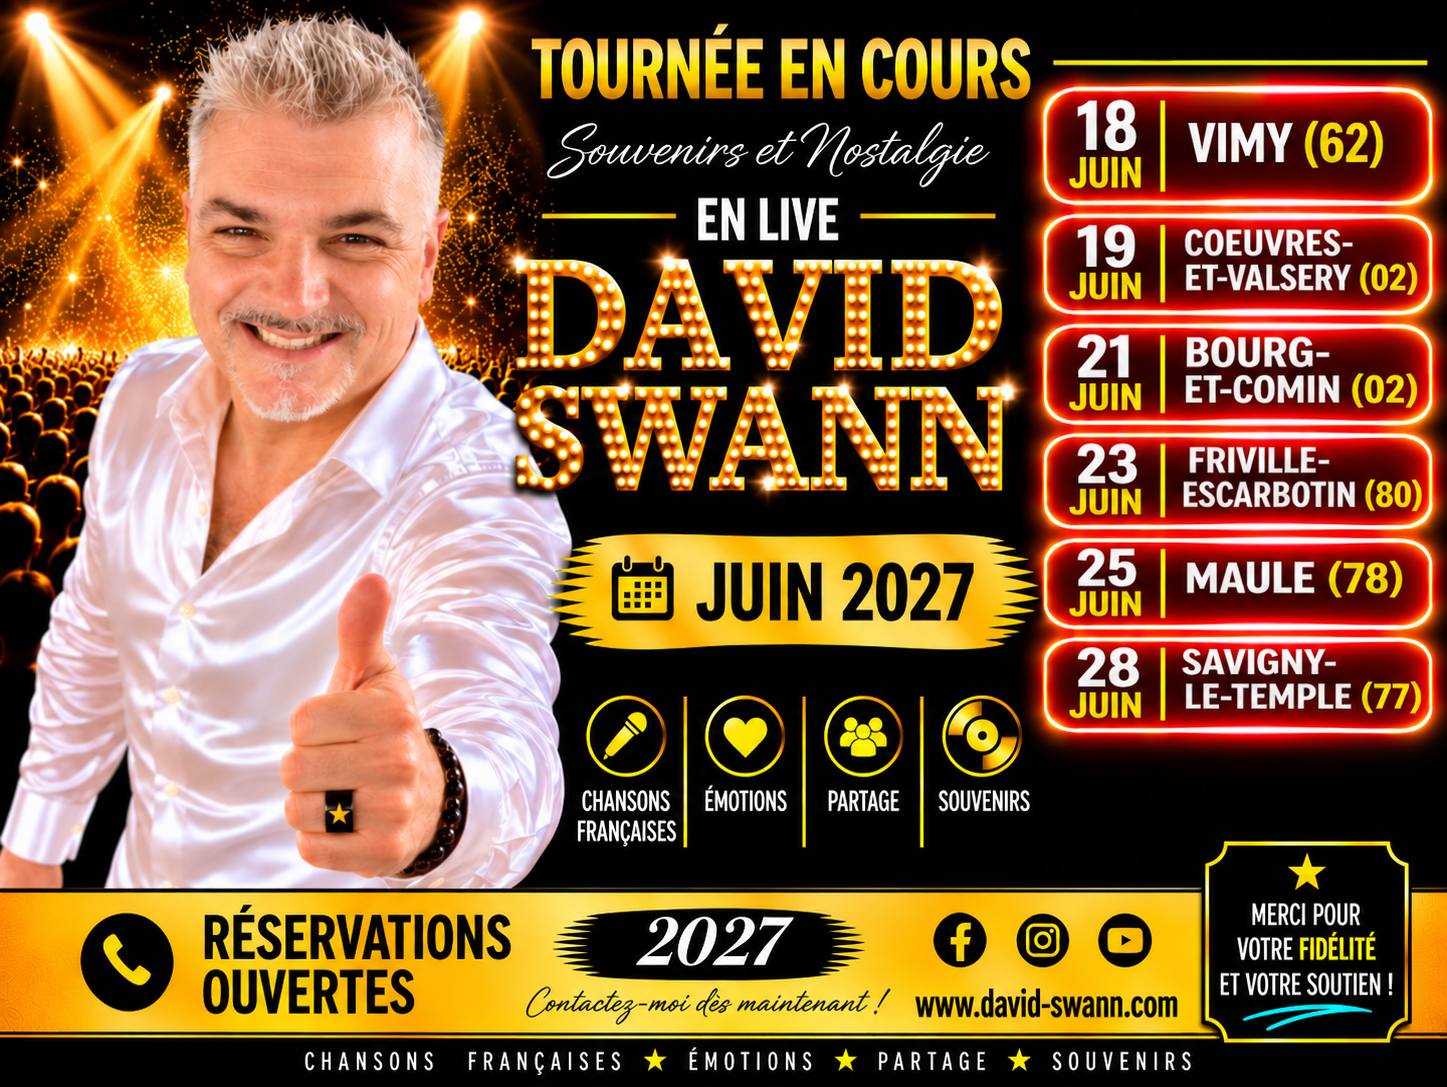 TOURNÉE EN COURS
Souvenirs et Nostalgie
EN LIVE
DAVID
SWANN
JUIN 2027
CHANSONS
FRANÇAISES
ÉMOTIONS
PARTAGE
SOUVENIRS
18
JUIN
VIMY (62)
19
JUIN
COEUVRES-
ET-VALSERY (02)
21
JUIN
BOURG-
ET-COMIN (02)
23
JUIN
FRIVILLE-
ESCARBOTIN (80)
25
JUIN
MAULE (78)
28
JUIN
SAVIGNY-
LE-TEMPLE (77)
RÉSERVATIONS
OUVERTES
2027
Contactez-moi dès maintenant !
www.david-swann.com
MERCI POUR
VOTRE FIDÉLITÉ
ET VOTRE SOUTIEN !
CHANSONS FRANÇAISES ★ ÉMOTIONS ★ PARTAGE ★ SOUVENIRS